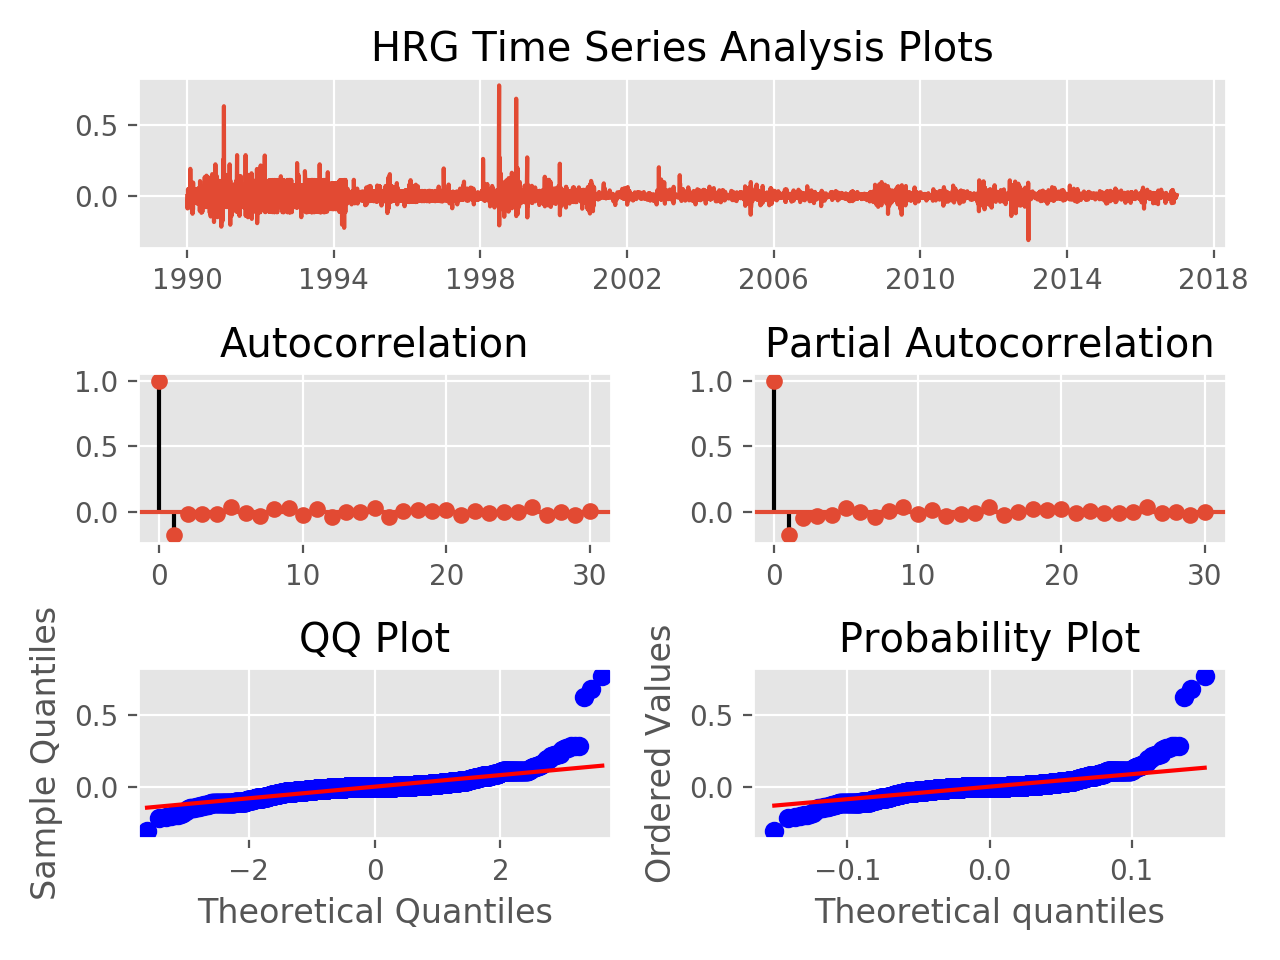 HRG Time Series Analysis Plots
0.5
0.0
1990 1994 1998 2002 2006 2010 2014 2018
Autocorrelation
1.0
0.5
0.0
0 10 20 30
Partial Autocorrelation
1.0
0.5
0.0
0 10 20 30
QQ Plot
Sample Quantiles
0.5
0.0
−2 0 2
Theoretical Quantiles
Probability Plot
Ordered Values
0.5
0.0
−0.1 0.0 0.1
Theoretical quantiles